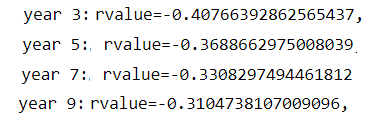 year 3: rvalue=-0.40766392862565437,
year 5: rvalue=-0.3688662975008039
year 7: rvalue=-0.3308297494461812
year 9: rvalue=-0.3104738107009096,